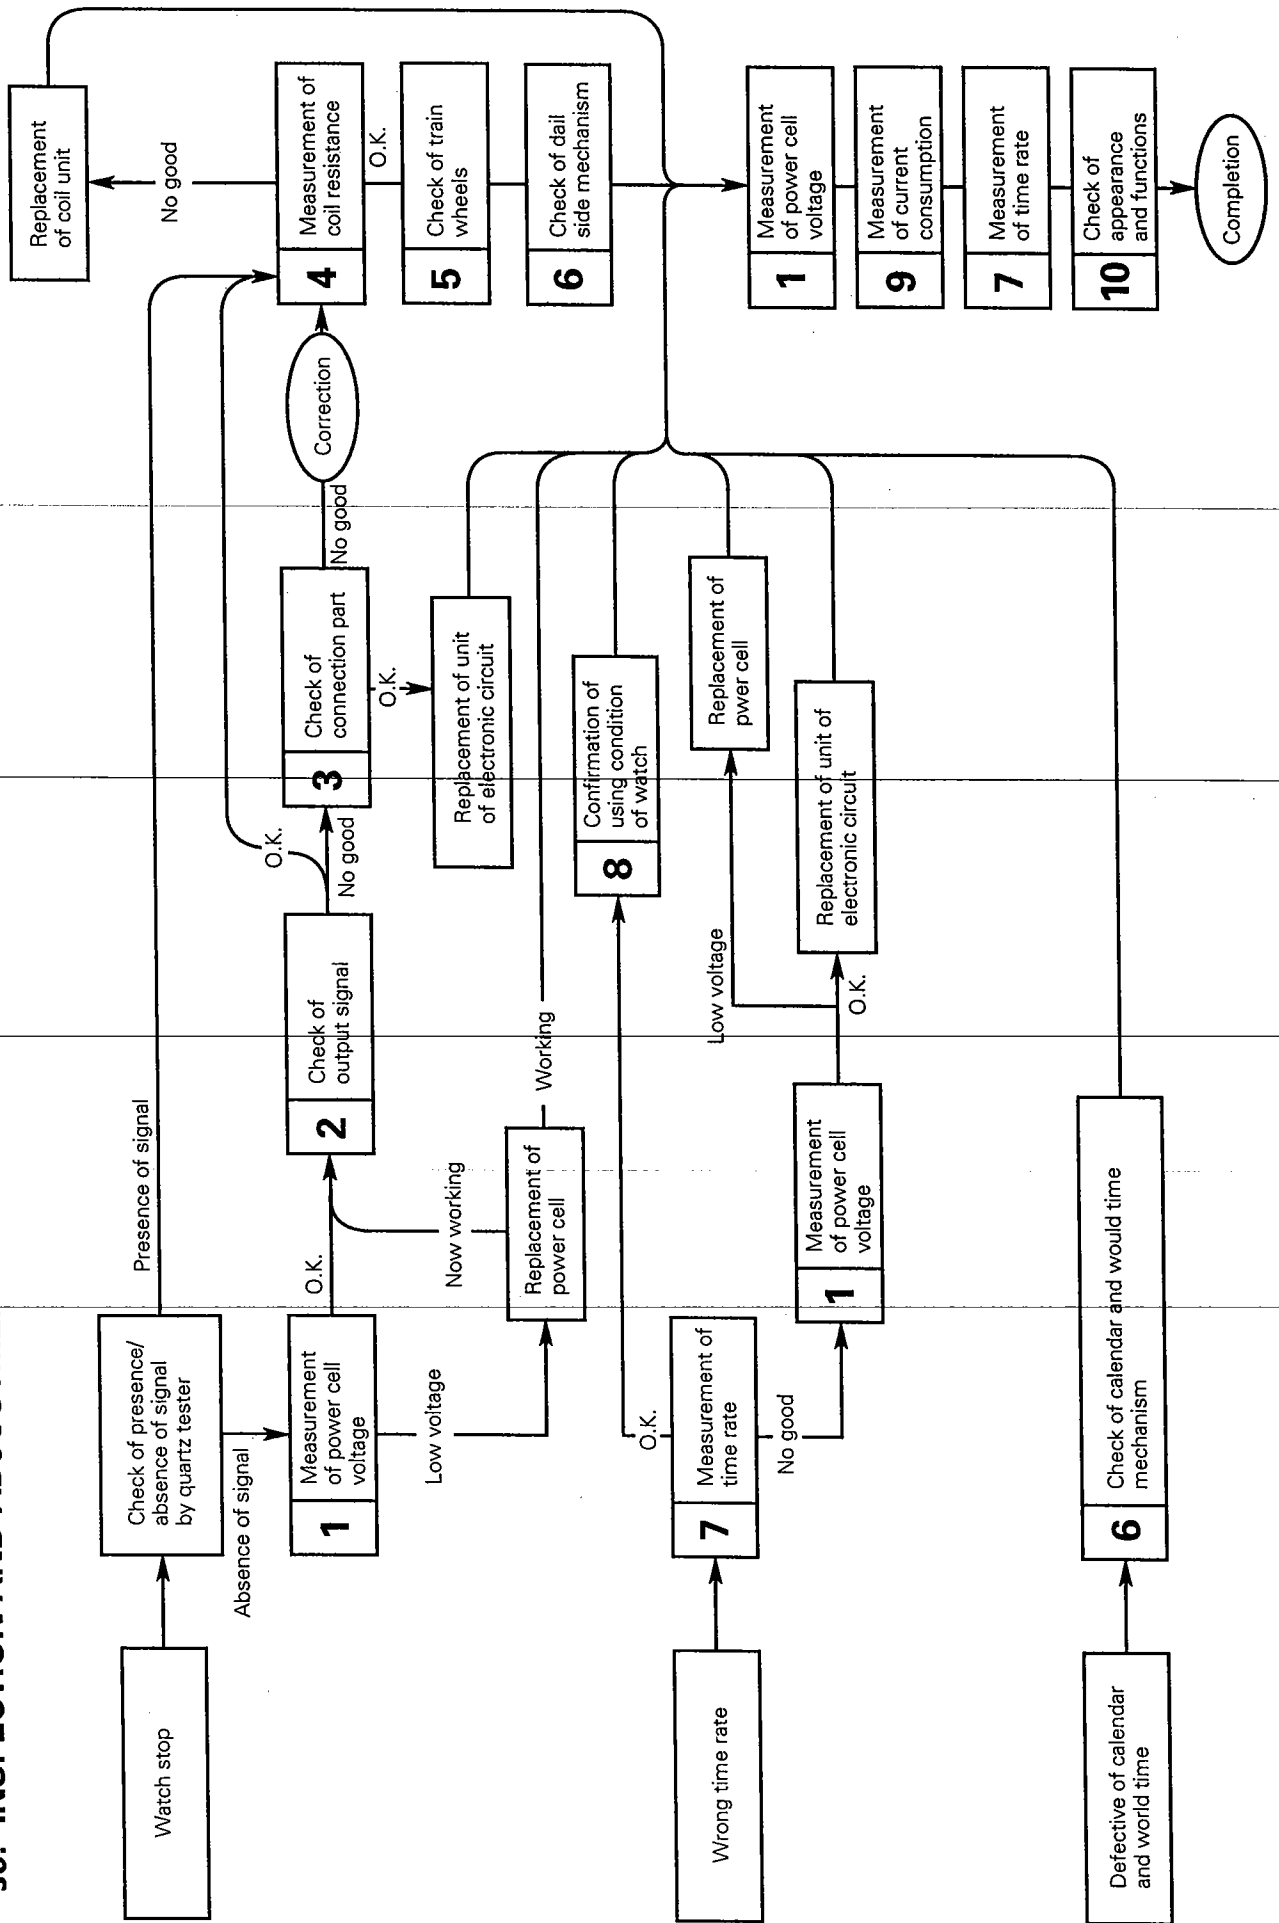 INSPECTION AND
Watch stop
Check of presence/
absence of signal
by quartz tester
Presence of signal
Absence of signal
1
Measurement
of power cell
voltage
O.K.
Low voltage
Replacement of
power cell
Now working
Working
2
Check of
output signal
O.K.
No good
3
Check of
connection part
No good
O.K.
Correction
Replacement of unit
of electronic circuit
4
Measurement of
coil resistance
No good
Replacement
of coil unit
O.K.
5
Check of train
wheels
6
Check of dail
side mechanism
Wrong time rate
7
Measurement of
time rate
O.K.
No good
8
Confirmation of
using condition
of watch
1
Measurement
of power cell
voltage
Low voltage
O.K.
Replacement of
pwer cell
Replacement of unit of
electronic circuit
Defective of calendar
and world time
6
Check of calendar and would time
mechanism
1
Measurement
of power cell
voltage
9
Measurement
of current
consumption
7
Measurement
of time rate
10
Check of
appearance
and functions
Completion